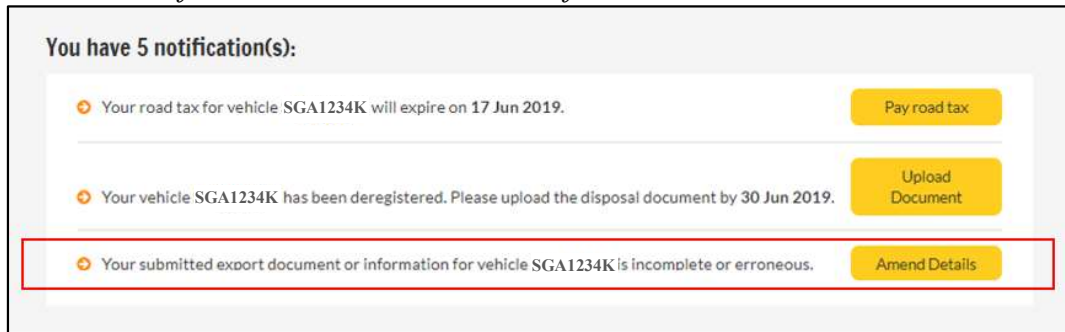 You have 5 notification(s):
Your road tax for vehicle SGA1234K will expire on 17 Jun 2019.
Pay road tax
Your vehicle SGA1234K has been deregistered. Please upload the disposal document by 30 Jun 2019.
Upload
Document
Your submitted export document or information for vehicle SGA1234K is incomplete or erroneous.
Amend Details